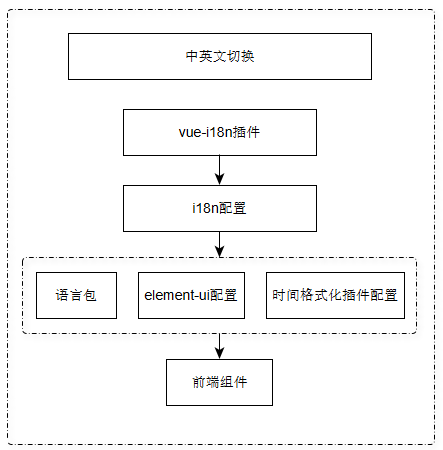 中英文切换
vue-i18n插件
i18n配置
语言包
element-ui配置
时间格式化插件配置
前端组件